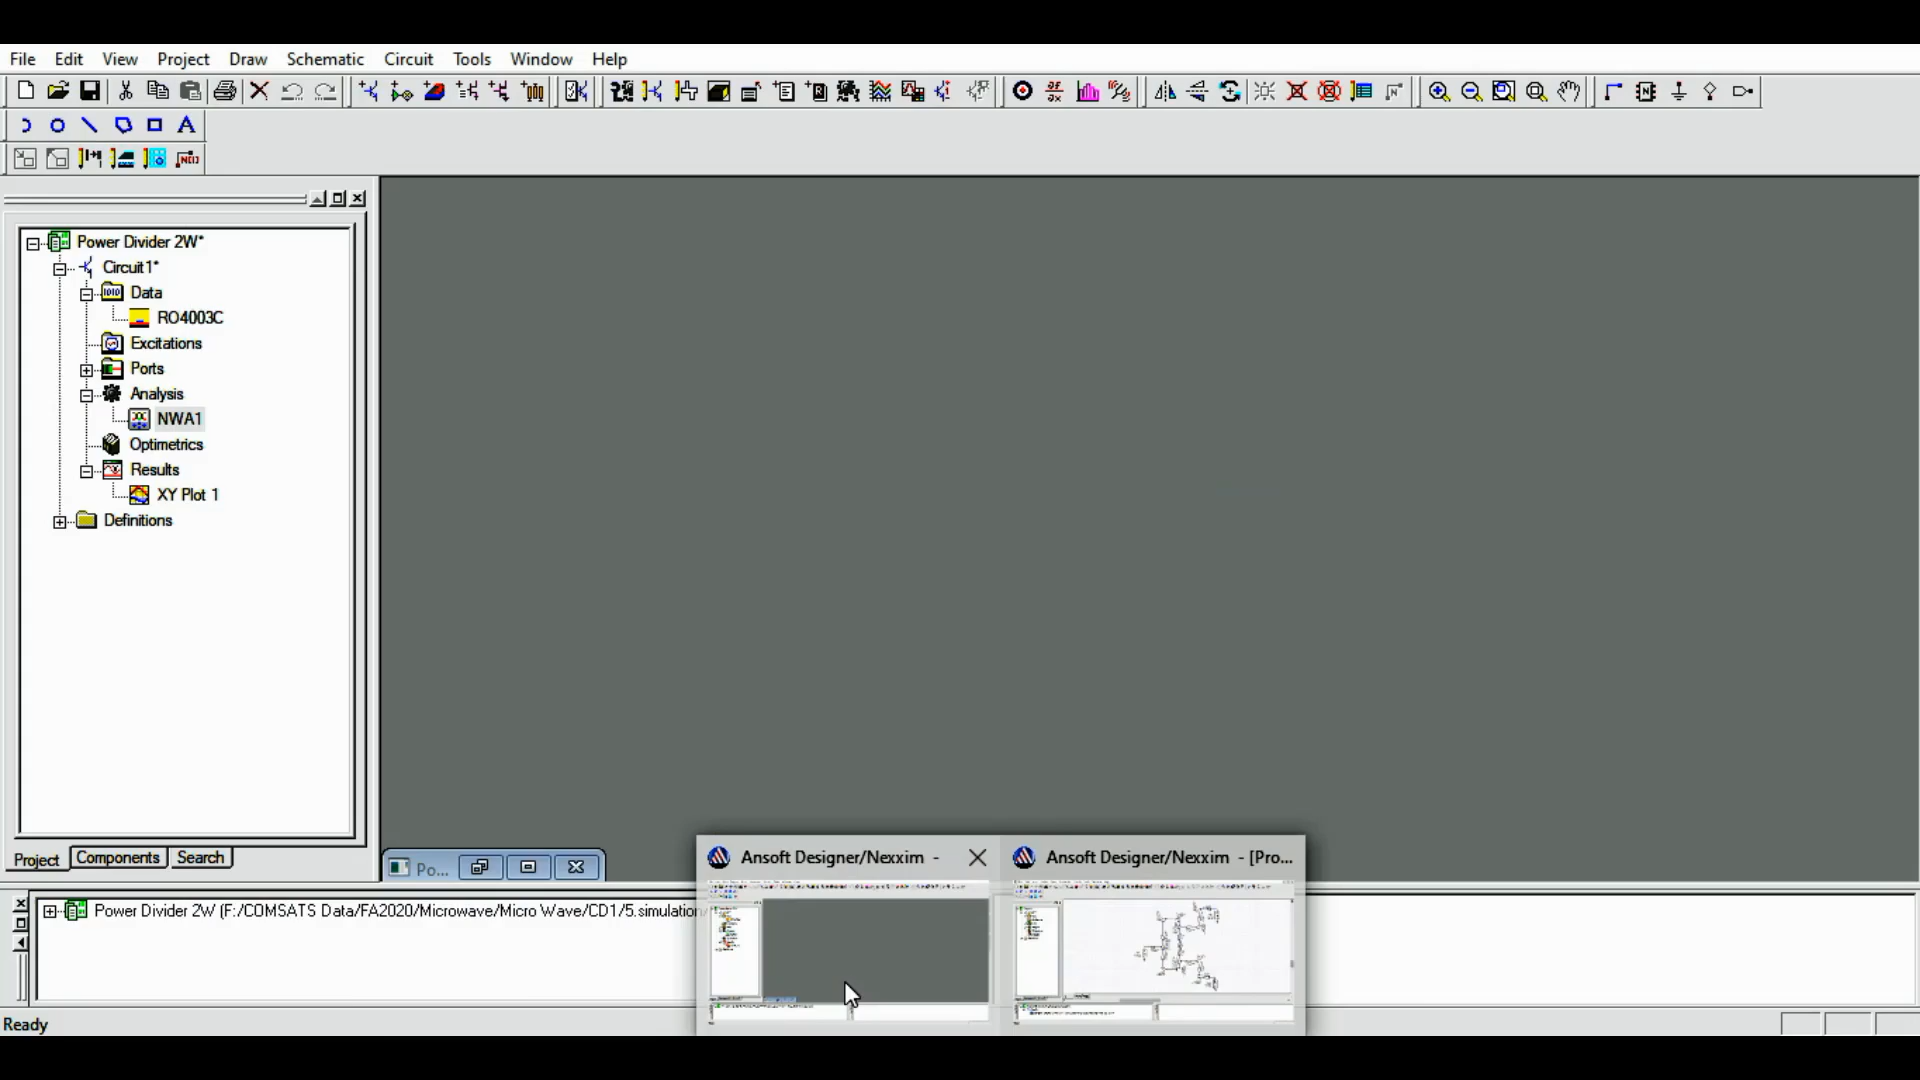 File Edit View Project Draw Schematic Circuit Tools Window Help
Power Divider 2W*
Circuit1*
Data
RO4003C
Excitations
Ports
Analysis
NWA1
Optimetrics
Results
XY Plot 1
Definitions
Project Components Search
Po...
Ansoft Designer/Nexxim -
Ansoft Designer/Nexxim - [Pro...
Power Divider 2W (F:/COMSATS Data/FA2020/Microwave/Micro Wave/CD1/5.simulation
Ready